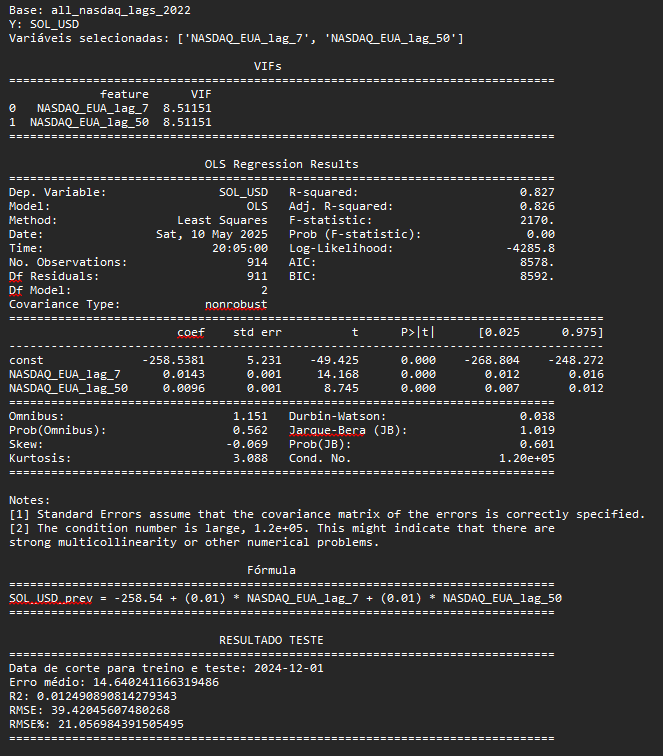 Base: all_nasdaq_lags_2022
Y: SOL_USD
Variáveis selecionadas: ['NASDAQ_EUA_lag_7', 'NASDAQ_EUA_lag_50']
VIFs
==============================================================================
feature VIF
0 NASDAQ_EUA_lag_7 8.51151
1 NASDAQ_EUA_lag_50 8.51151
==============================================================================
OLS Regression Results
==============================================================================
Dep. Variable: SOL_USD R-squared: 0.827
Model: OLS Adj. R-squared: 0.826
Method: Least Squares F-statistic: 2170.
Date: Sat, 10 May 2025 Prob (F-statistic): 0.00
Time: 20:05:00 Log-Likelihood: -4285.8
No. Observations: 914 AIC: 8578.
Df Residuals: 911 BIC: 8592.
Df Model: 2
Covariance Type: nonrobust
=====================================================================================
coef std err t P>|t| [0.025 0.975]
-------------------------------------------------------------------------------------
const -258.5381 5.231 -49.425 0.000 -268.804 -248.272
NASDAQ_EUA_lag_7 0.0143 0.001 14.168 0.000 0.012 0.016
NASDAQ_EUA_lag_50 0.0096 0.001 8.745 0.000 0.007 0.012
==============================================================================
Omnibus: 1.151 Durbin-Watson: 0.038
Prob(Omnibus): 0.562 Jarque-Bera (JB): 1.019
Skew: -0.069 Prob(JB): 0.601
Kurtosis: 3.088 Cond. No. 1.20e+05
==============================================================================
Notes:
[1] Standard Errors assume that the covariance matrix of the errors is correctly specified.
[2] The condition number is large, 1.2e+05. This might indicate that there are
strong multicollinearity or other numerical problems.
Fórmula
==============================================================================
SOL_USD_prev = -258.54 + (0.01) * NASDAQ_EUA_lag_7 + (0.01) * NASDAQ_EUA_lag_50
==============================================================================
RESULTADO TESTE
==============================================================================
Data de corte para treino e teste: 2024-12-01
Erro médio: 14.640241166319486
R2: 0.012490890814279343
RMSE: 39.42045607480268
RMSE%: 21.056984391505495
==============================================================================